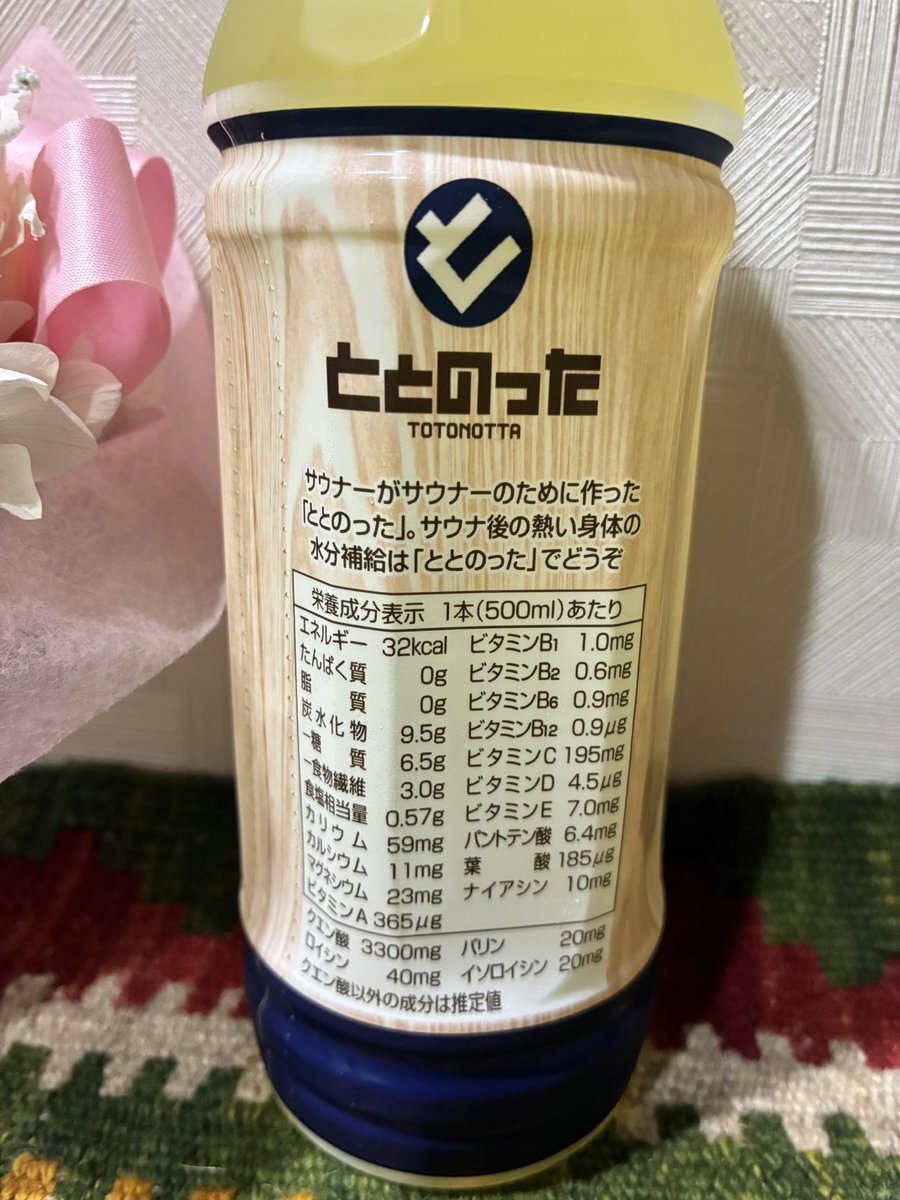 と
ととのった
TOTONOTTA
サウナーがサウナーのために作った
「ととのった」。サウナ後の熱い身体の
水分補給は「ととのった」でどうぞ
栄養成分表示 1本(500ml)あたり
エネルギー 32kcal ビタミンB1 1.0mg
たんぱく質 0g ビタミンB2 0.6mg
脂質 0g ビタミンB6 0.9mg
炭水化物 9.5g ビタミンB12 0.9μg
－糖質 6.5g ビタミンC 195mg
－食物繊維 3.0g ビタミンD 4.5μg
食塩相当量 0.57g ビタミンE 7.0mg
カリウム 59mg パントテン酸 6.4mg
カルシウム 11mg 葉酸 185μg
マグネシウム 23mg ナイアシン 10mg
ビタミンA 365μg
クエン酸 3300mg バリン 20mg
ロイシン 40mg イソロイシン 20mg
クエン酸以外の成分は推定値